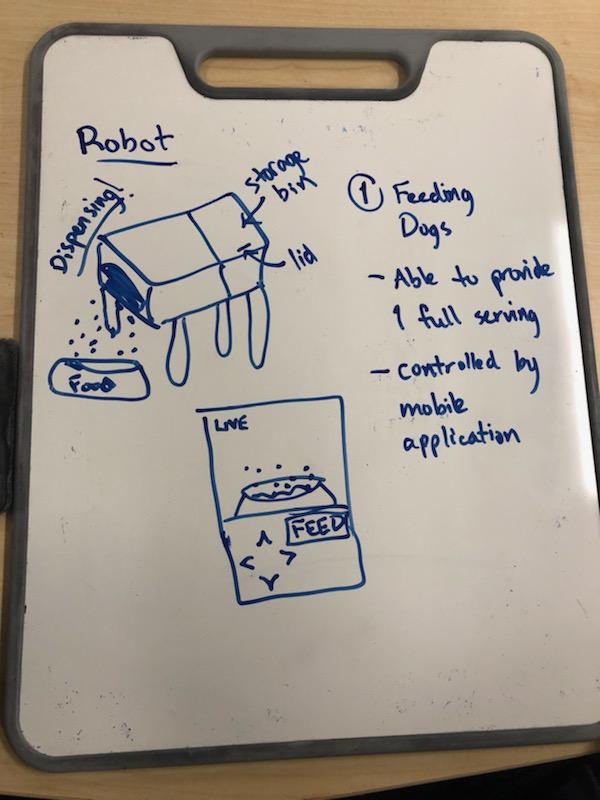 Robot
Dispensing!
storage
bin
lid
Food
1 Feeding
Dogs
- Able to provide
1 full serving
- controlled by
mobile
application
LIVE
FEED